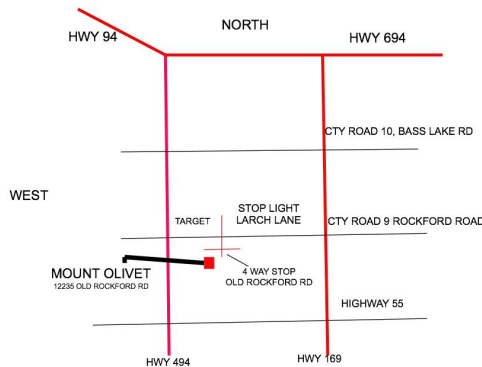 NORTH
HWY 94
HWY 694
CTY ROAD 10, BASS LAKE RD
WEST
STOP LIGHT
LARCH LANE
TARGET
CTY ROAD 9 ROCKFORD ROAD
MOUNT OLIVET
12235 OLD ROCKFORD RD
4 WAY STOP
OLD ROCKFORD RD
HIGHWAY 55
HWY 494
HWY 169